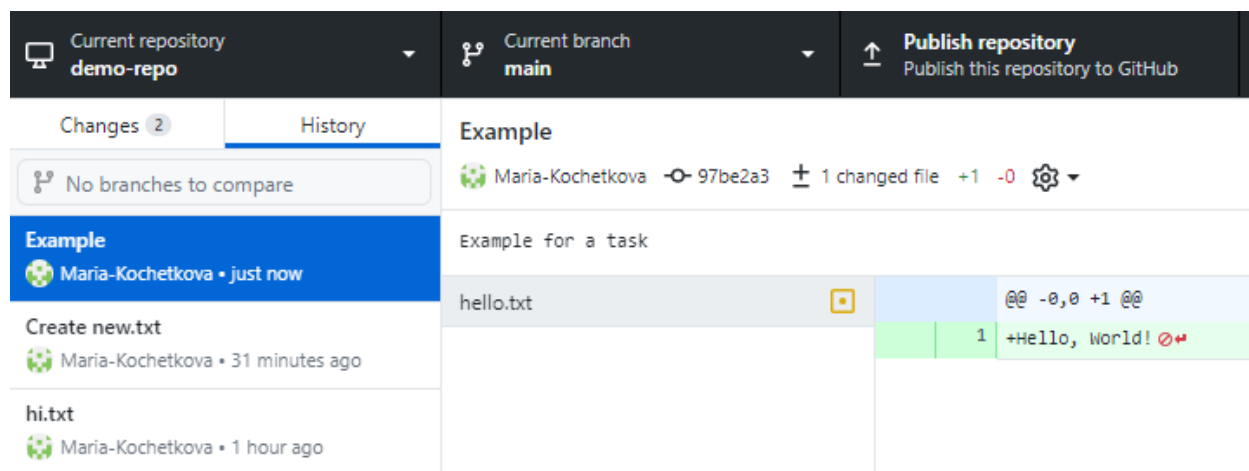 Current repository
demo-repo
Current branch
main
Publish repository
Publish this repository to GitHub
Changes 2
History
No branches to compare
Example
Maria-Kochetkova • just now
Create new.txt
Maria-Kochetkova • 31 minutes ago
hi.txt
Maria-Kochetkova • 1 hour ago
Example
Maria-Kochetkova 97be2a3 1 changed file +1 -0
Example for a task
hello.txt
@@ -0,0 +1 @@
1 +Hello, World!